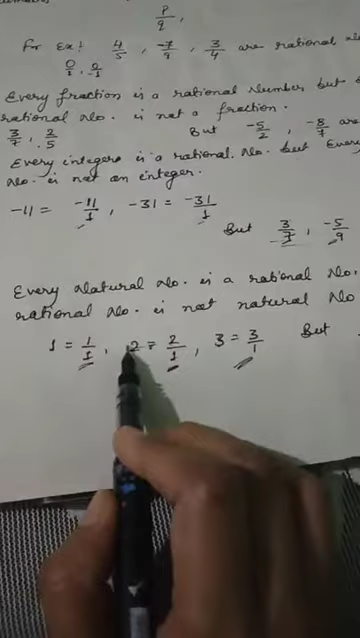 p/q,
For Ex! 4/5, -7/9, 3/4 are rational
0/1, 0/-1
Every fraction is a rational Number but
rational No. is not a fraction.
3/7, 2/5 But -5/2, -8/7 are
Every integers is a rational No. but Every
No. is not an integer.
-11 = -11/1, -31 = -31/1
But 3/7, -5/9
Every Natural No. is a rational No.
rational No. is not natural No
1 = 1/1, 2 = 2/1, 3 = 3/1 But